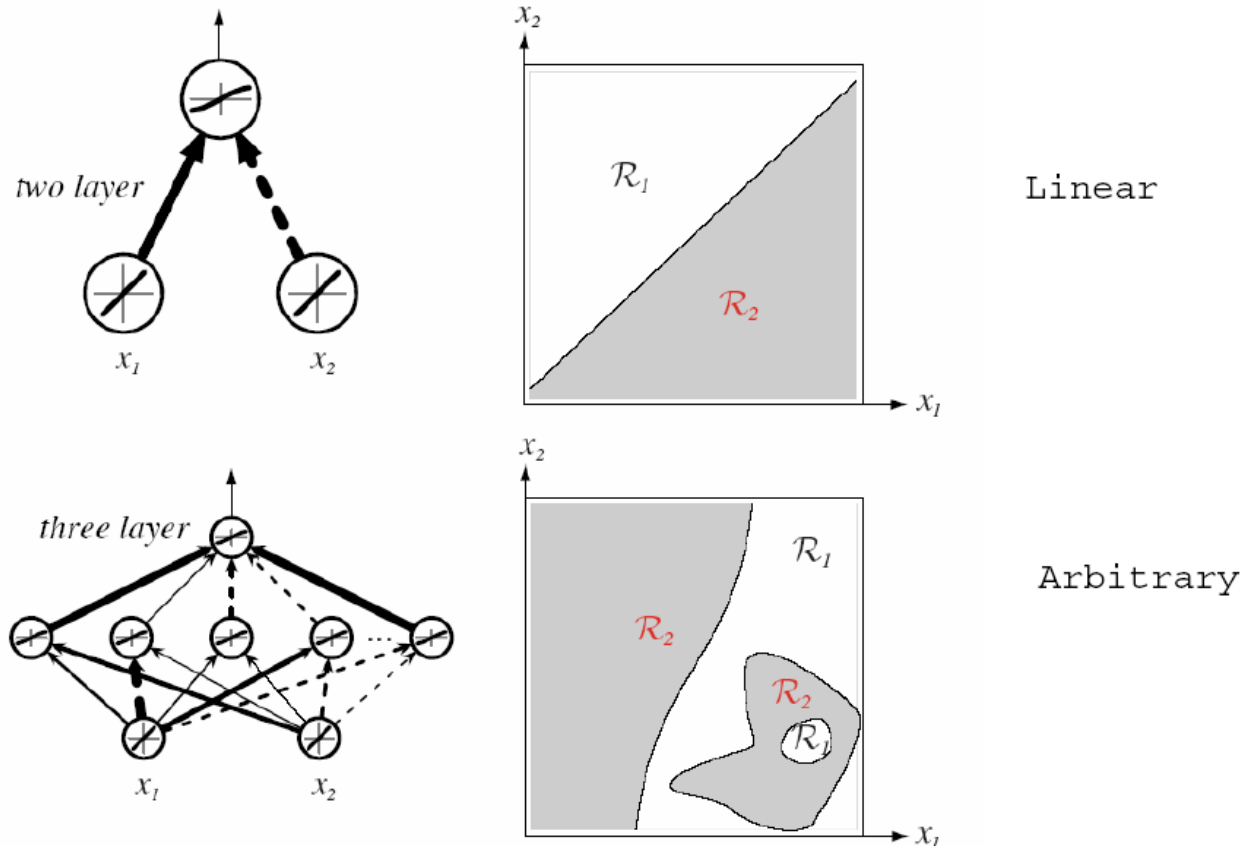 x₂
two layer
R₁
Linear
R₂
x₁ x₂
x₁
x₂
three layer
R₁
Arbitrary
R₂
...
R₂
R₁
x₁ x₂
x₁